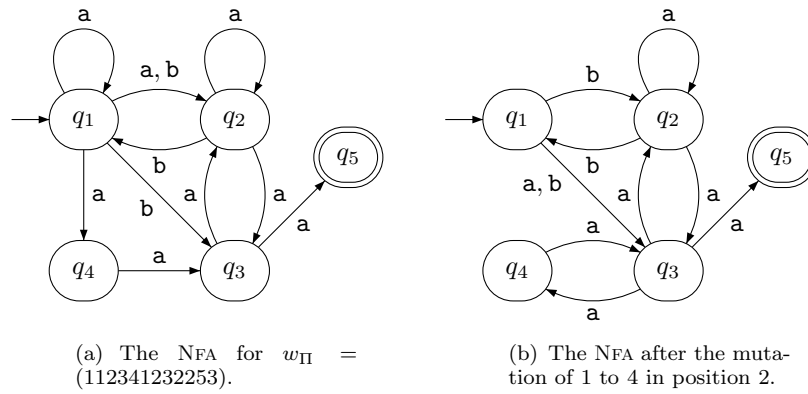 a
a
a, b
q1
q2
b
q5
a
b
a
a
a
q4
a
q3
(a) The NFA for wΠ =
(112341232253).
a
b
q1
q2
b
q5
a, b
a
a
a
q4
a
q3
a
(b) The NFA after the muta-
tion of 1 to 4 in position 2.